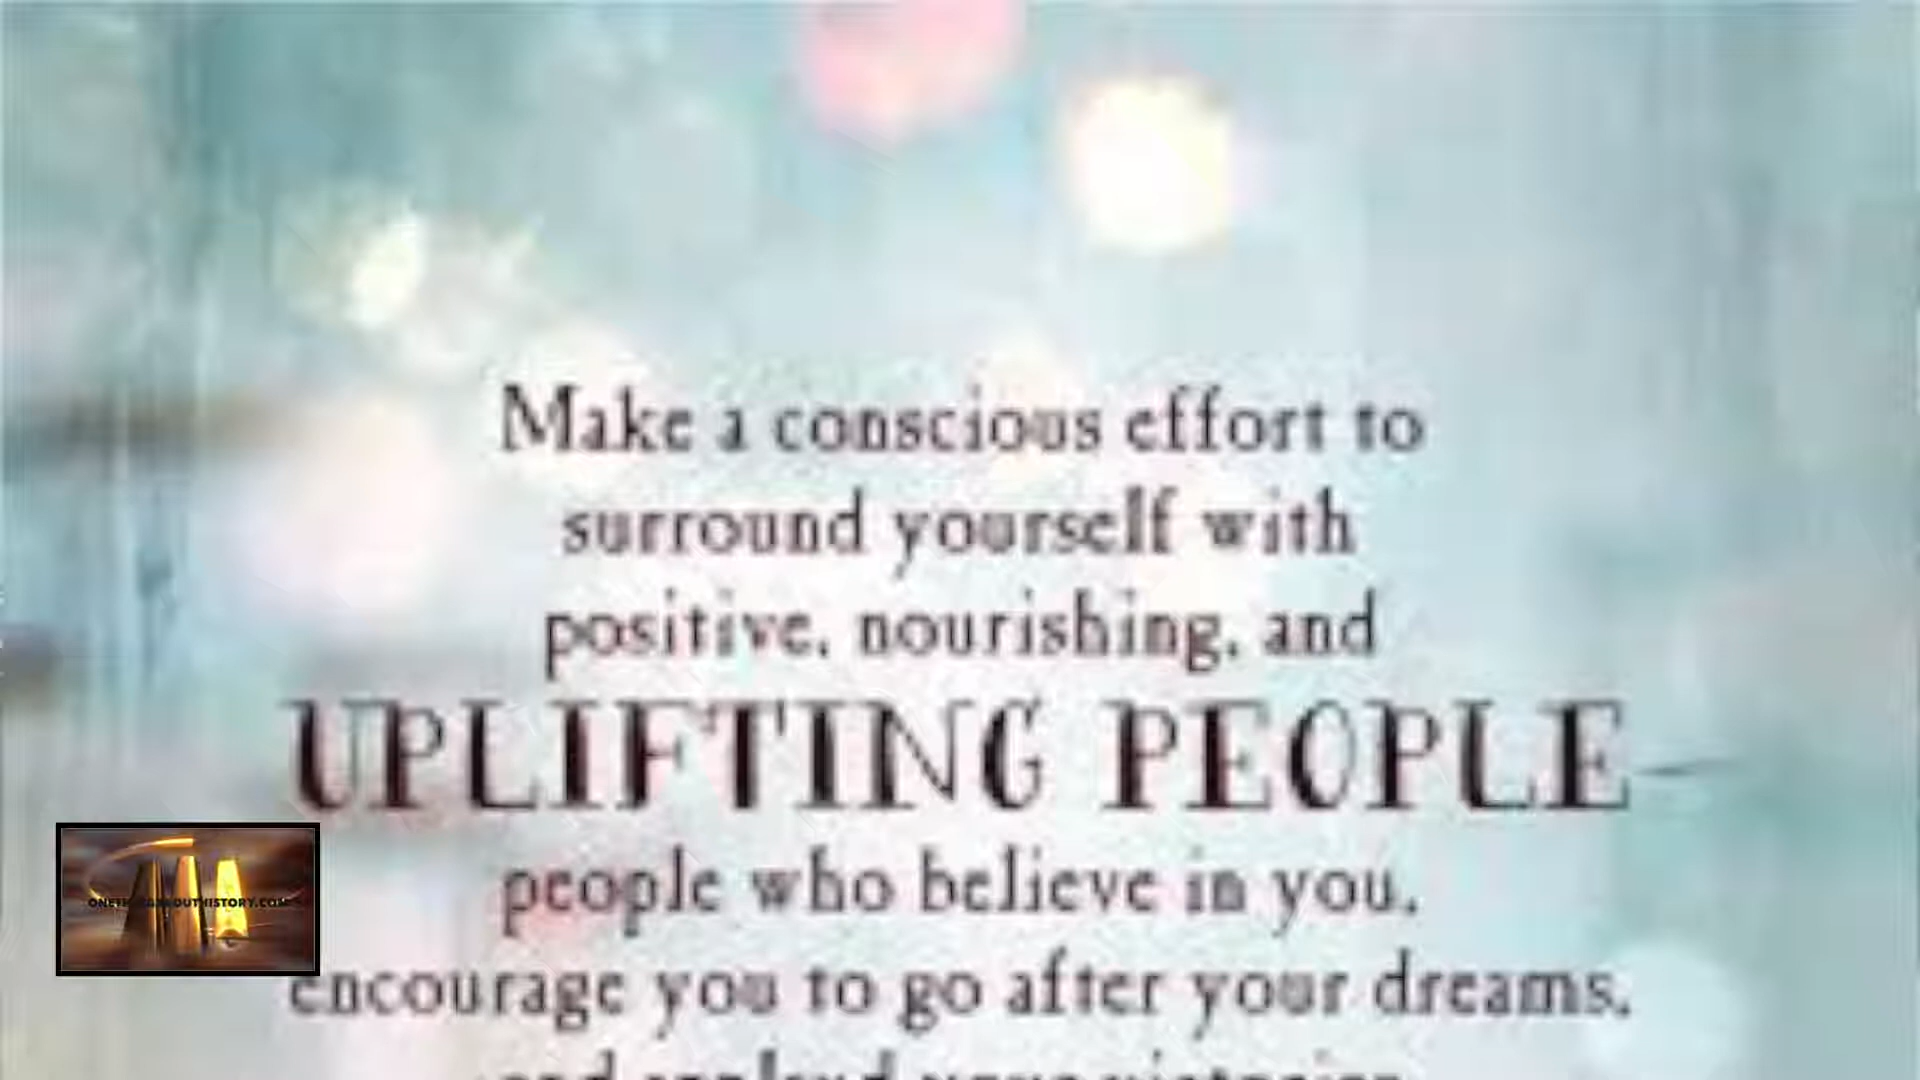 Make a conscious effort to
surround yourself with
positive, nourishing, and
UPLIFTING PEOPLE
people who believe in you,
encourage you to go after your dreams,